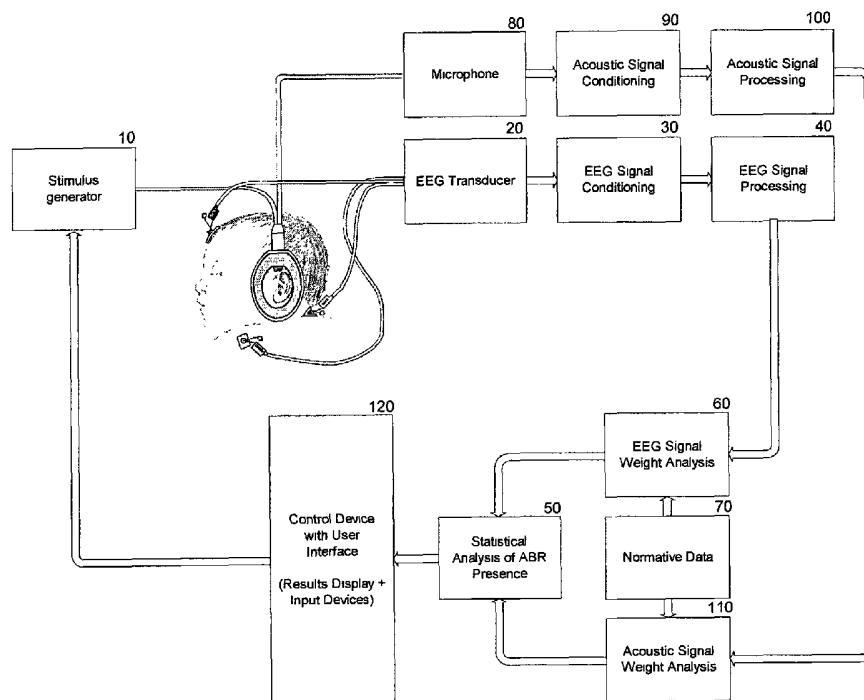 80
Microphone
90
Acoustic Signal
Conditioning
100
Acoustic Signal
Processing
10
Stimulus
generator
20
EEG Transducer
30
EEG Signal
Conditioning
40
EEG Signal
Processing
120
Control Device
with User
Interface
(Results Display +
Input Devices)
50
Statistical
Analysis of ABR
Presence
60
EEG Signal
Weight Analysis
70
Normative Data
110
Acoustic Signal
Weight Analysis